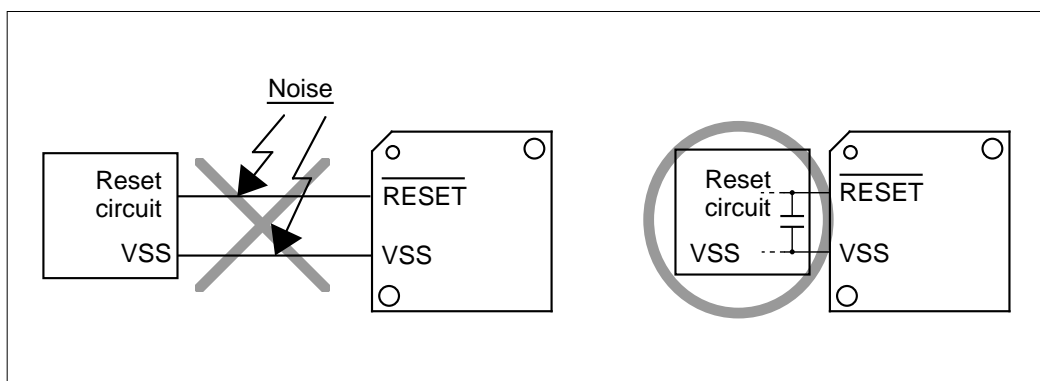 Noise
Reset
circuit
VSS
RESET
VSS
Reset
circuit
VSS
RESET
VSS